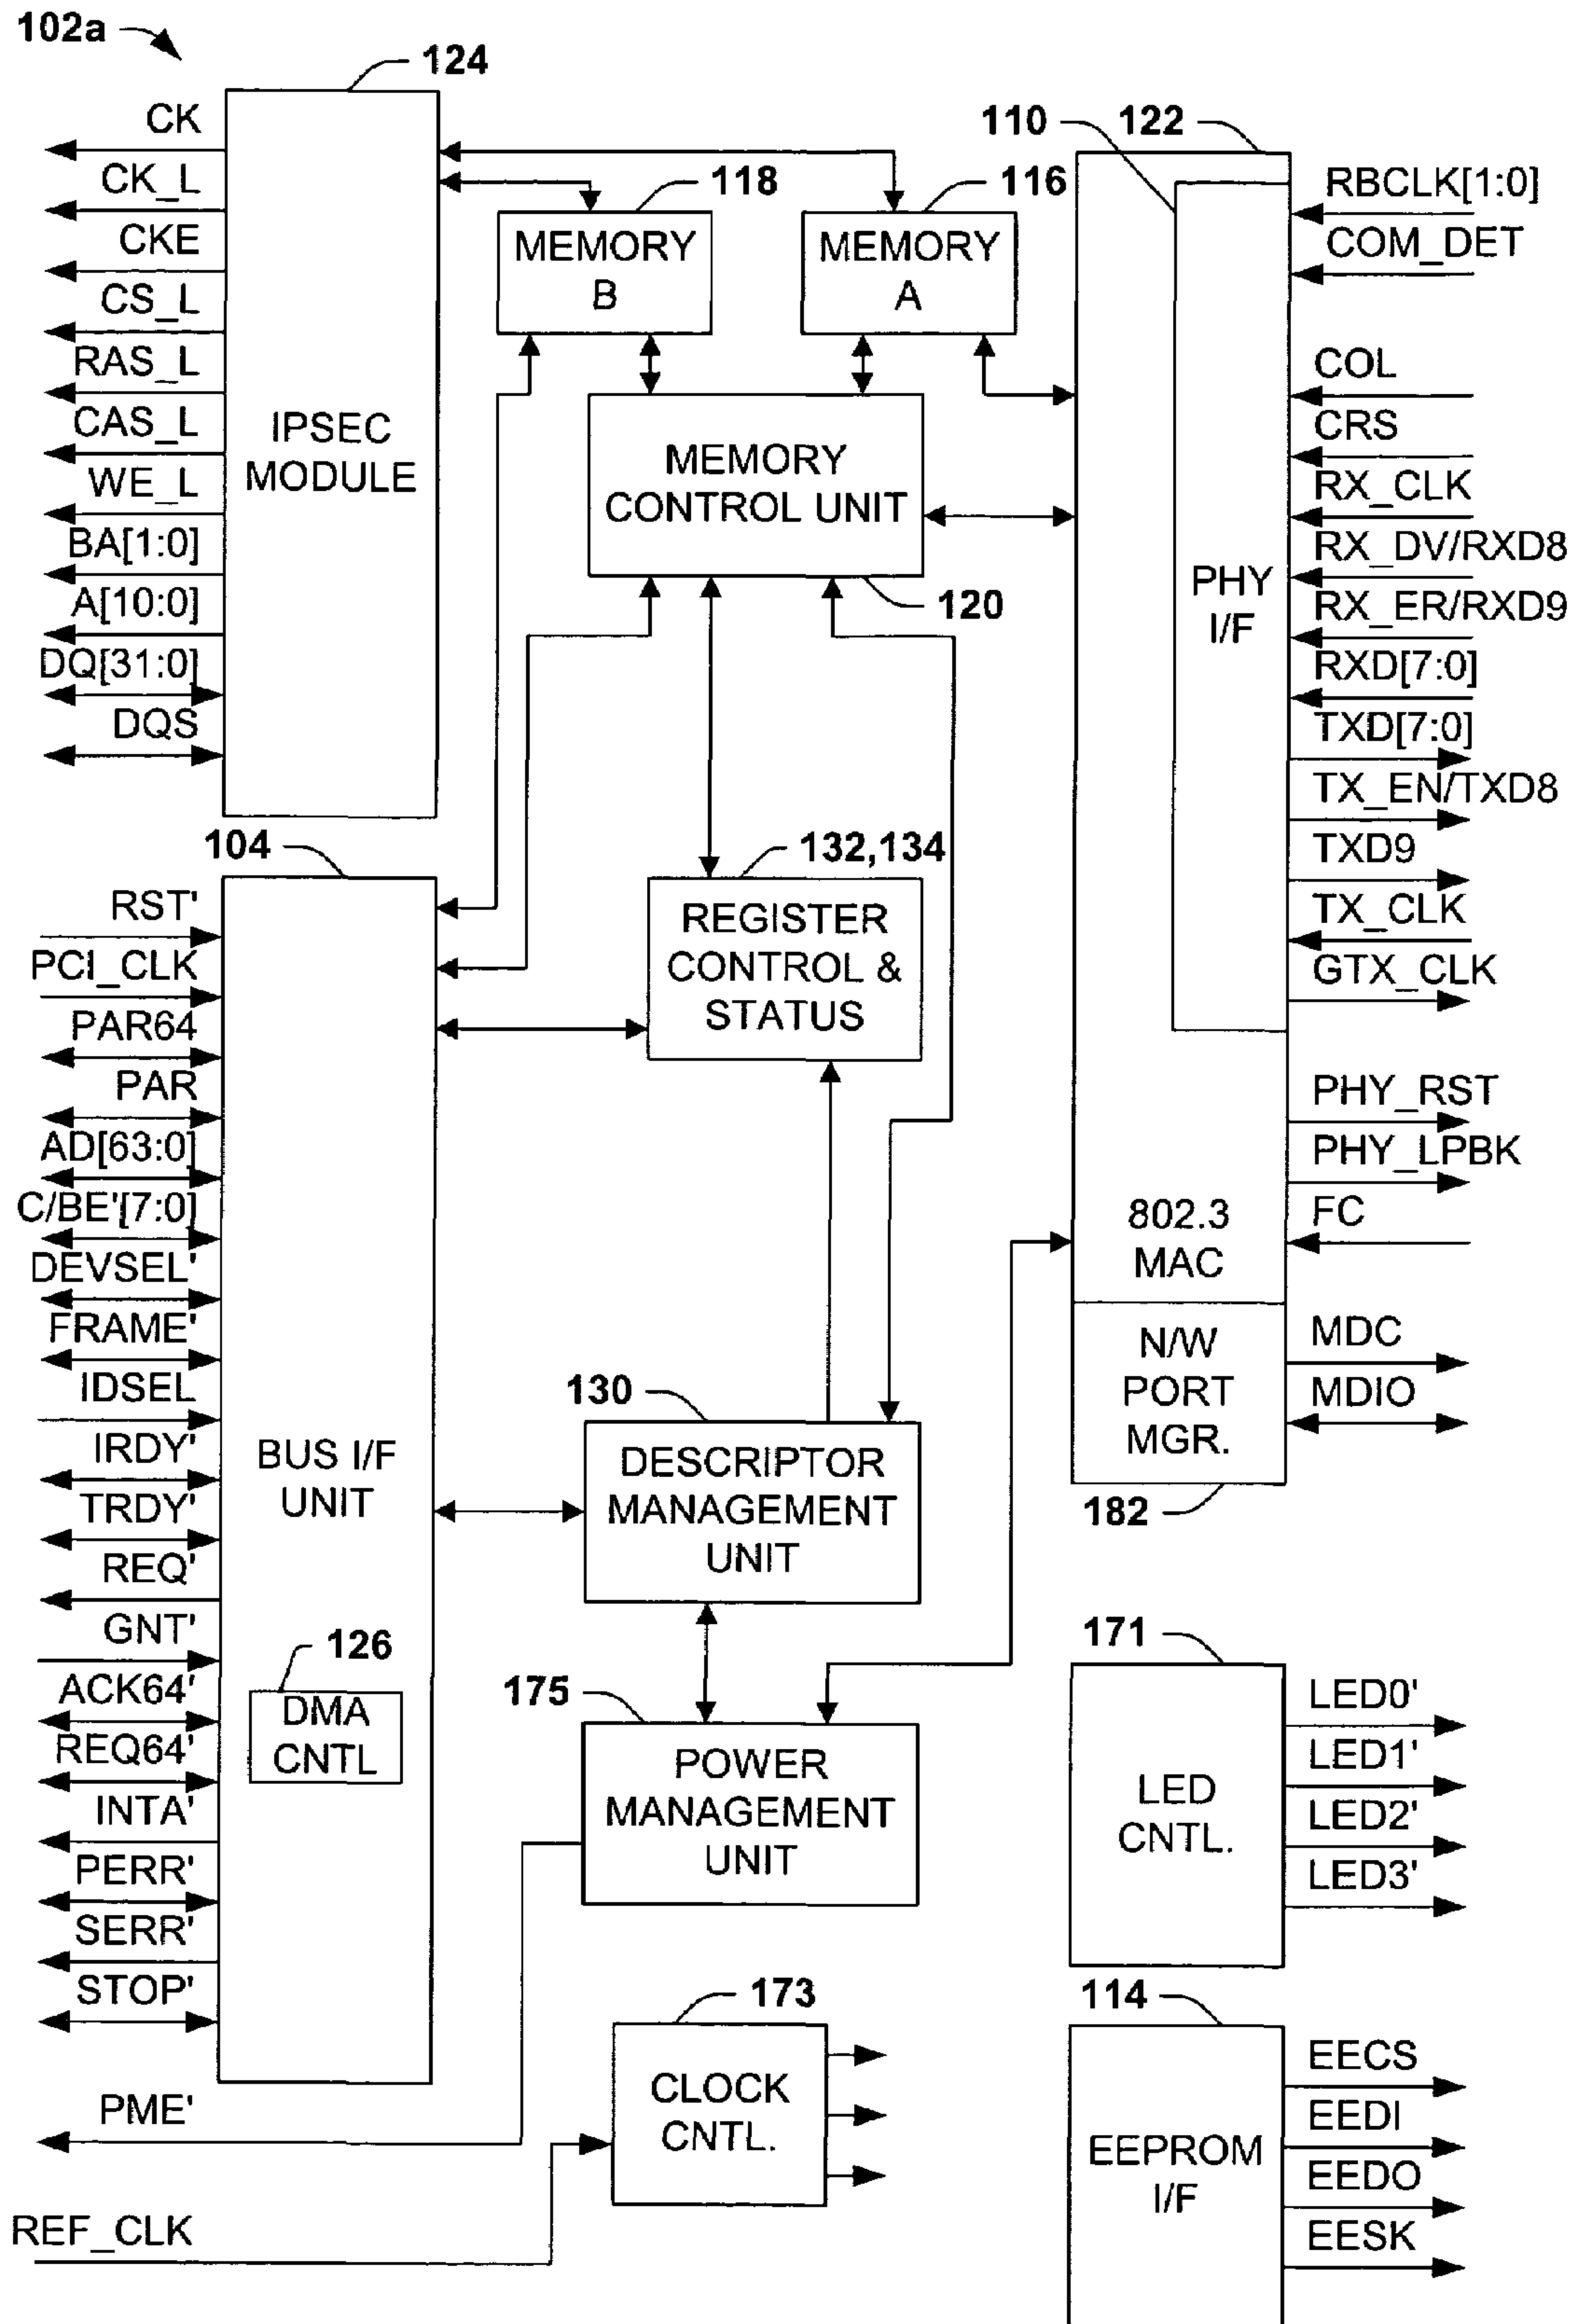 102a
124
CK
CK_L
CKE
CS_L
RAS_L
CAS_L
WE_L
BA[1:0]
A[10:0]
DQ[31:0]
DQS
IPSEC
MODULE
118
MEMORY
B
116
MEMORY
A
MEMORY
CONTROL UNIT
120
110
122
PHY
I/F
RBCLK[1:0]
COM_DET
COL
CRS
RX_CLK
RX_DV/RXD8
RX_ER/RXD9
RXD[7:0]
TXD[7:0]
TX_EN/TXD8
TXD9
TX_CLK
GTX_CLK
PHY_RST
PHY_LPBK
FC
802.3
MAC
N/W
PORT
MGR.
MDC
MDIO
182
104
RST'
PCI_CLK
PAR64
PAR
AD[63:0]
C/BE'[7:0]
DEVSEL'
FRAME'
IDSEL
IRDY'
TRDY'
REQ'
GNT'
ACK64'
REQ64'
INTA'
PERR'
SERR'
STOP'
BUS I/F
UNIT
126
DMA
CNTL
132,134
REGISTER
CONTROL &
STATUS
130
DESCRIPTOR
MANAGEMENT
UNIT
175
POWER
MANAGEMENT
UNIT
171
LED
CNTL.
LED0'
LED1'
LED2'
LED3'
PME'
REF_CLK
173
CLOCK
CNTL.
114
EEPROM
I/F
EECS
EEDI
EEDO
EESK